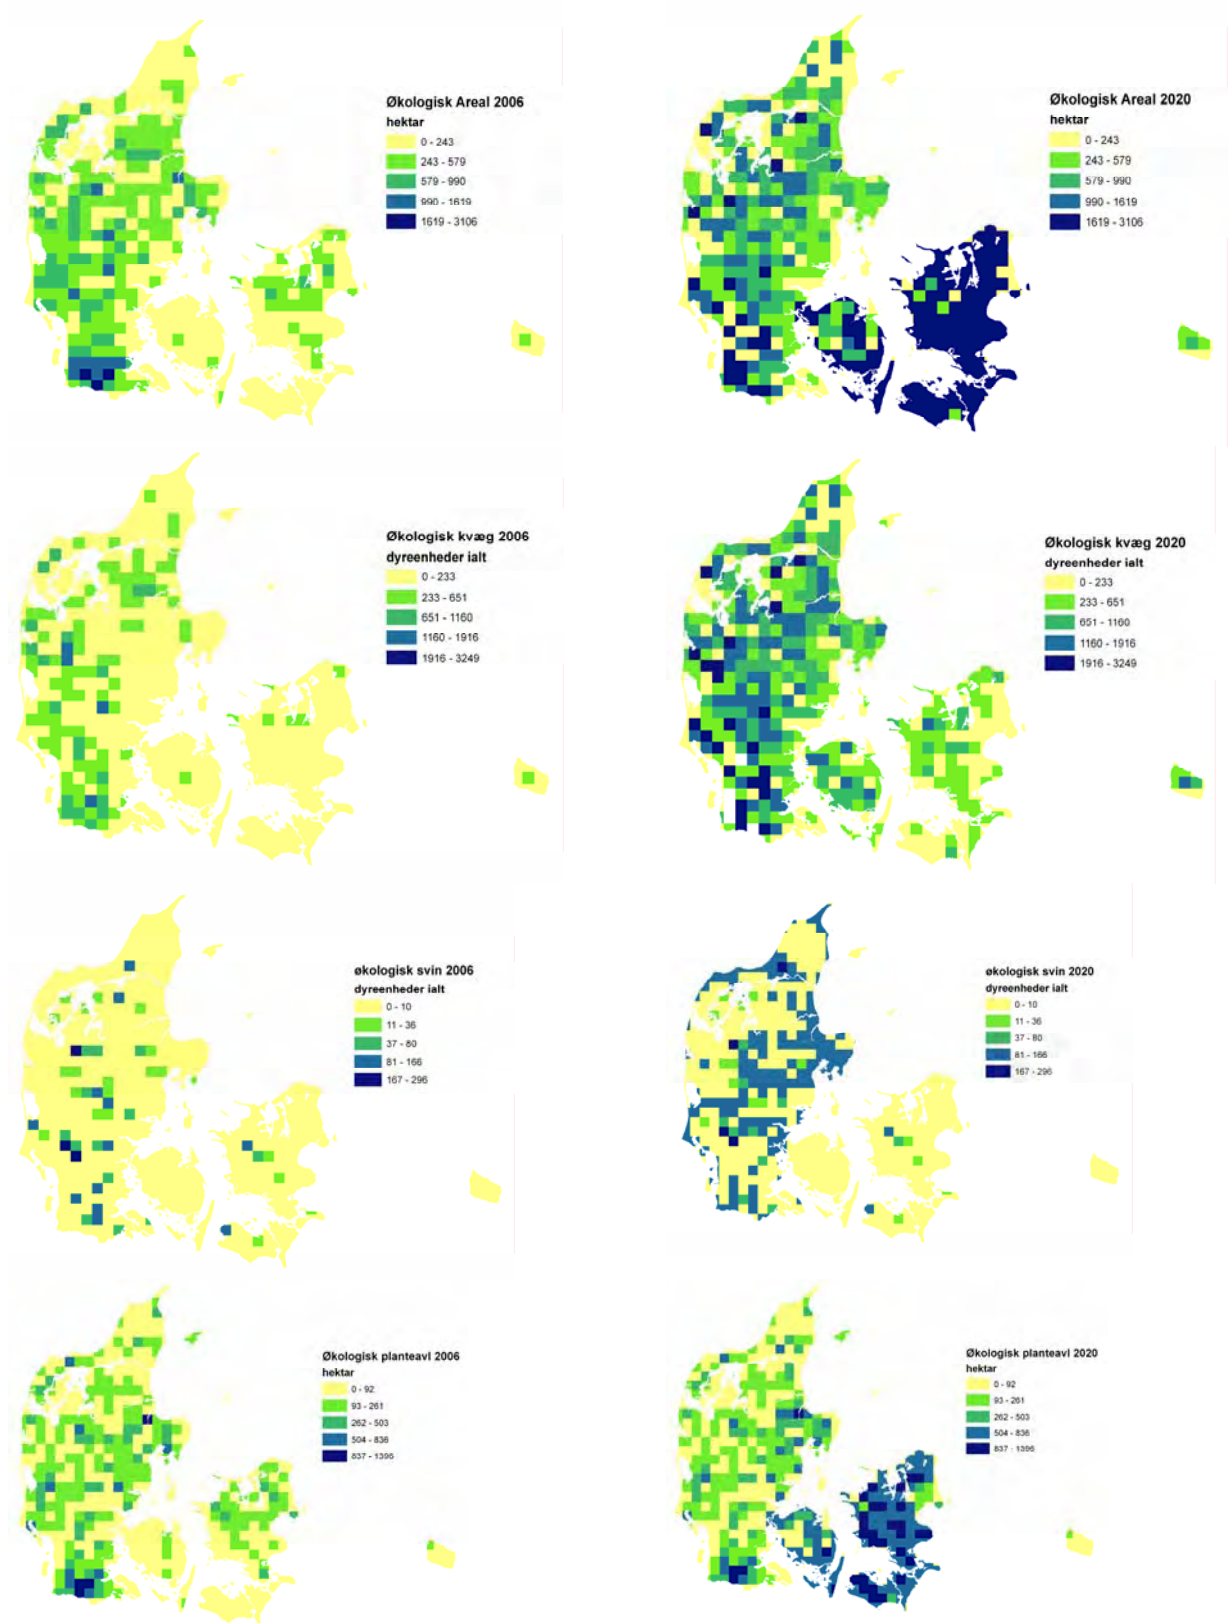 Økologisk Areal 2006
hektar
0 - 243
243 - 579
579 - 990
990 - 1619
1619 - 3106
Økologisk Areal 2020
hektar
0 - 243
243 - 579
579 - 990
990 - 1619
1619 - 3106
Økologisk kvæg 2006
dyreenheder ialt
0 - 233
233 - 651
651 - 1160
1160 - 1916
1916 - 3249
Økologisk kvæg 2020
dyreenheder ialt
0 - 233
233 - 651
651 - 1160
1160 - 1916
1916 - 3249
økologisk svin 2006
dyreenheder ialt
0 - 10
11 - 36
37 - 80
81 - 166
167 - 296
økologisk svin 2020
dyreenheder ialt
0 - 10
11 - 36
37 - 80
81 - 166
167 - 296
Økologisk planteavl 2006
hektar
0 - 92
93 - 261
262 - 503
504 - 836
837 - 1396
Økologisk planteavl 2020
hektar
0 - 92
93 - 261
262 - 503
504 - 836
837 - 1396